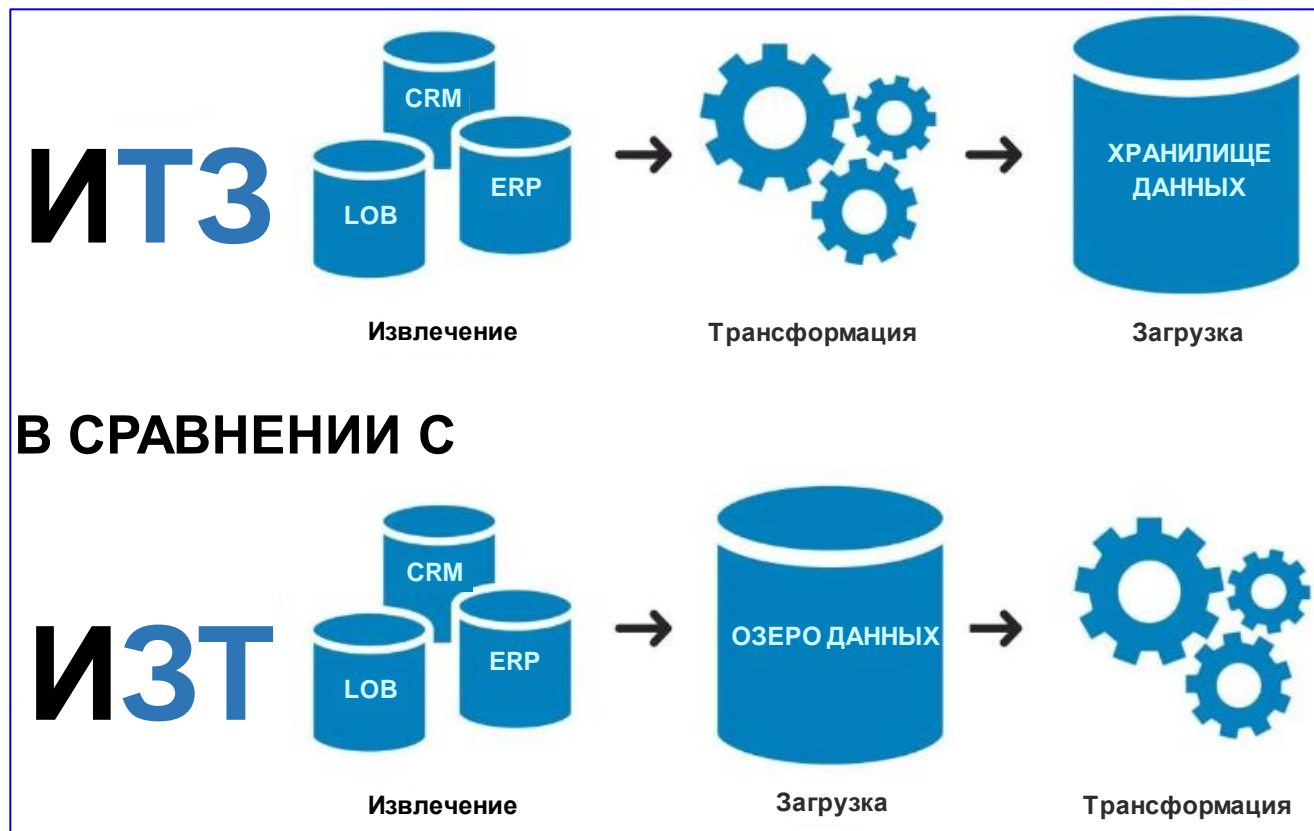 CRM
LOB
ERP
ИТЗ
ХРАНИЛИЩЕ
ДАННЫХ
Извлечение
Трансформация
Загрузка
В СРАВНЕНИИ С
CRM
LOB
ERP
ИЗТ
ОЗЕРО ДАННЫХ
Извлечение
Загрузка
Трансформация